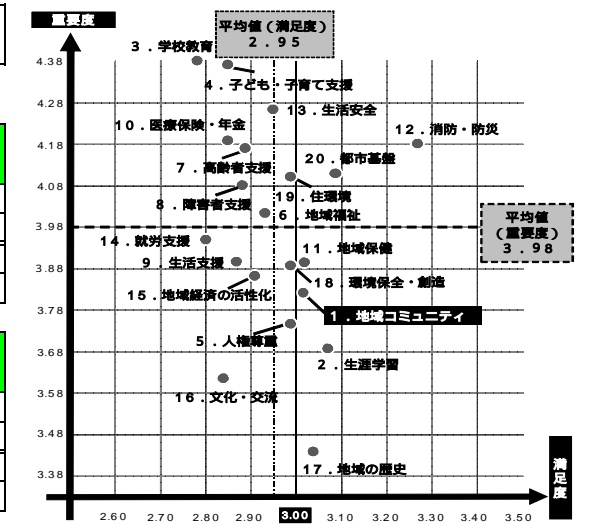 重要度
平均値（満足度）
２．９５
３．学校教育
４．子ども・子育て支援
１３．生活安全
１０．医療保険・年金
１２．消防・防災
７．高齢者支援
２０．都市基盤
８．障害者支援
１９．住環境
６．地域福祉
平均値
（重要度）
３．９８
１４．就労支援
１１．地域保健
９．生活支援
１８．環境保全・創造
１５．地域経済の活性化
１．地域コミュニティ
５．人権尊重
２．生涯学習
１６．文化・交流
１７．地域の歴史
満足度
4.38
4.28
4.18
4.08
3.98
3.88
3.78
3.68
3.58
3.48
3.38
2.60 2.70 2.80 2.90 3.00 3.10 3.20 3.30 3.40 3.50